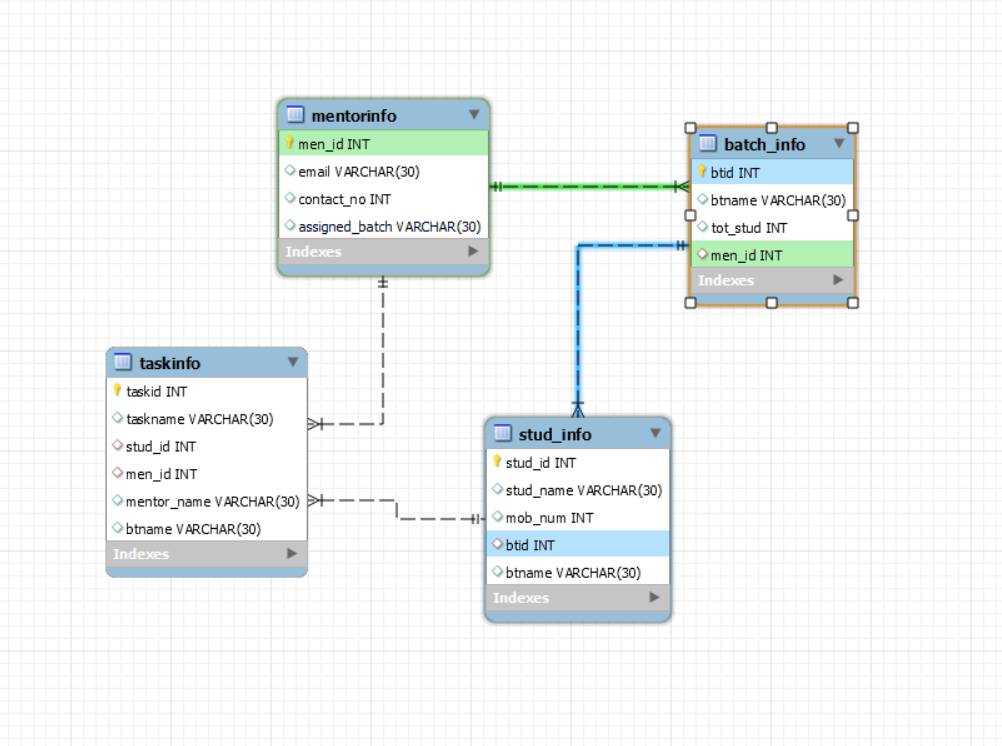 mentorinfo
men_id INT
email VARCHAR(30)
contact_no INT
assigned_batch VARCHAR(30)
Indexes
batch_info
btid INT
btname VARCHAR(30)
tot_stud INT
men_id INT
Indexes
taskinfo
taskid INT
taskname VARCHAR(30)
stud_id INT
men_id INT
mentor_name VARCHAR(30)
btname VARCHAR(30)
Indexes
stud_info
stud_id INT
stud_name VARCHAR(30)
mob_num INT
btid INT
btname VARCHAR(30)
Indexes